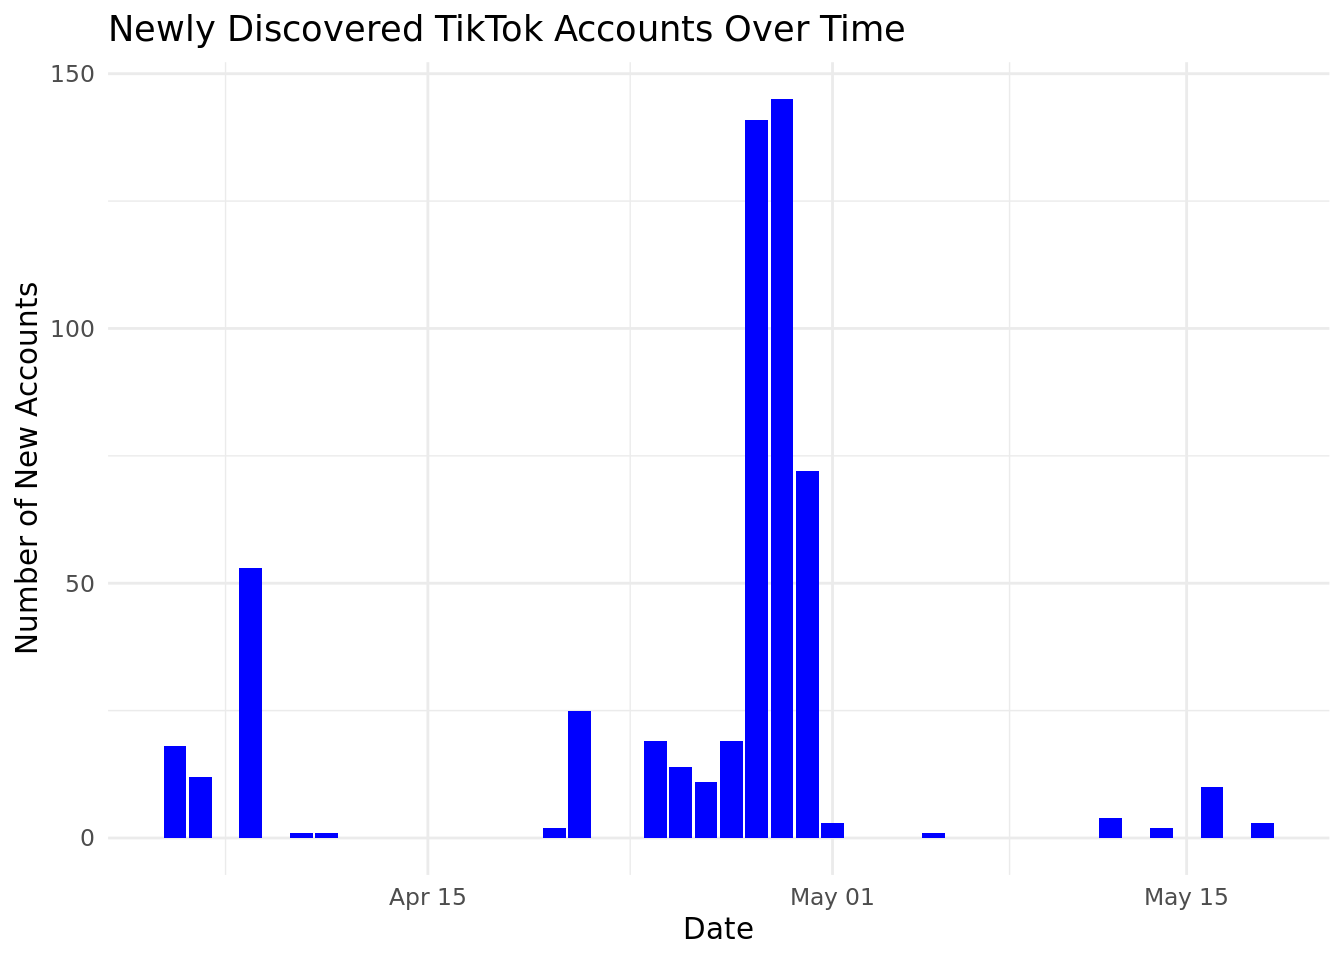 Newly Discovered TikTok Accounts Over Time
Number of New Accounts
150
100
50
0
Apr 15
May 01
May 15
Date